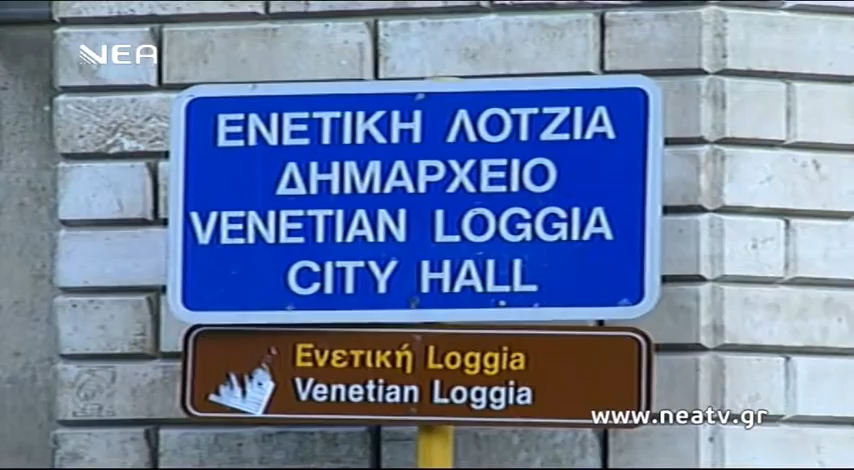 NEA
ΕΝΕΤΙΚΗ ΛΟΤΖΙΑ
ΔΗΜΑΡΧΕΙΟ
VENETIAN LOGGIA
CITY HALL
Ενετική Loggia
Venetian Loggia
www.neatv.gr